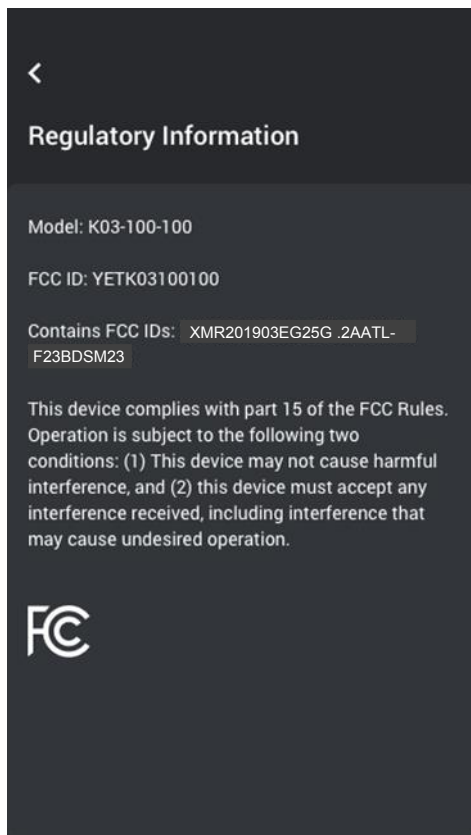 Regulatory Information
Model: K03-100-100
FCC ID: YETK03100100
Contains FCC IDs: XMR201903EG25G .2AATL-
F23BDSM23
This device complies with part 15 of the FCC Rules.
Operation is subject to the following two
conditions: (1) This device may not cause harmful
interference, and (2) this device must accept any
interference received, including interference that
may cause undesired operation.
FC